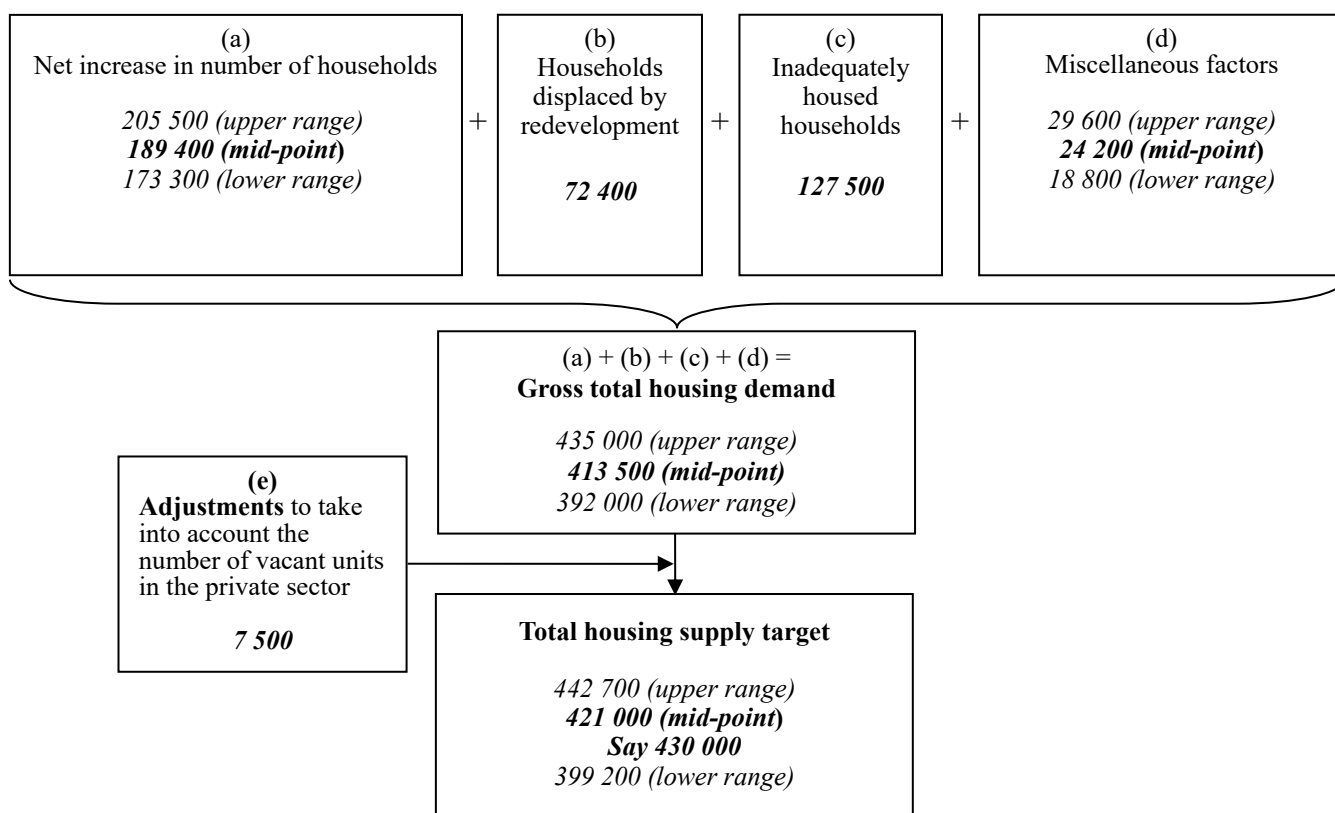 (a)
Net increase in number of households
205 500 (upper range)
189 400 (mid-point)
173 300 (lower range)
+
(b)
Households
displaced by
redevelopment
72 400
+
(c)
Inadequately
housed
households
127 500
+
(d)
Miscellaneous factors
29 600 (upper range)
24 200 (mid-point)
18 800 (lower range)
(a) + (b) + (c) + (d) =
Gross total housing demand
435 000 (upper range)
413 500 (mid-point)
392 000 (lower range)
(e)
Adjustments to take
into account the
number of vacant units
in the private sector
7 500
Total housing supply target
442 700 (upper range)
421 000 (mid-point)
Say 430 000
399 200 (lower range)